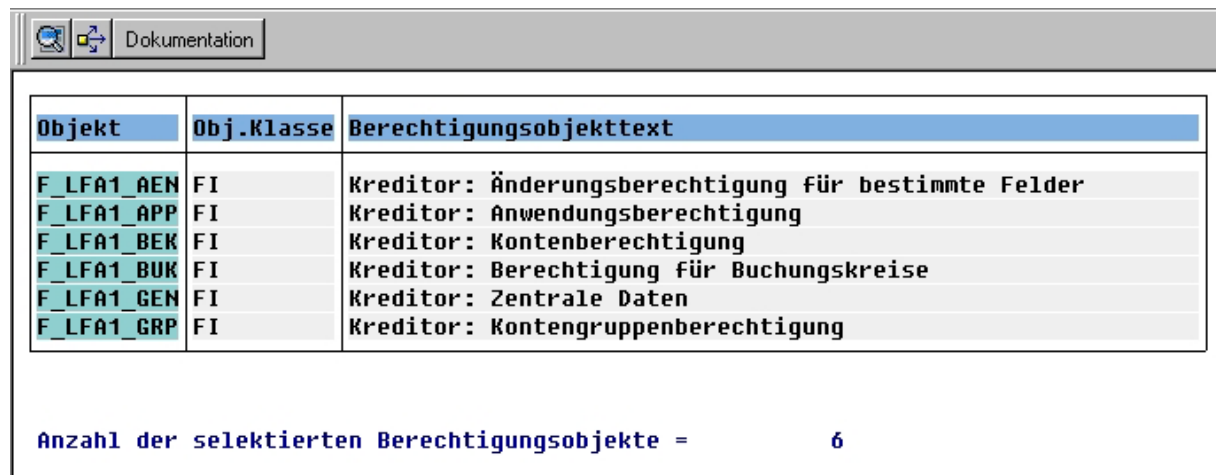 Dokumentation
Objekt Obj.Klasse Berechtigungsobjekttext
F_LFA1_AEN FI Kreditor: Änderungsberechtigung für bestimmte Felder
F_LFA1_APP FI Kreditor: Anwendungsberechtigung
F_LFA1_BEK FI Kreditor: Kontenberechtigung
F_LFA1_BUK FI Kreditor: Berechtigung für Buchungskreise
F_LFA1_GEN FI Kreditor: Zentrale Daten
F_LFA1_GRP FI Kreditor: Kontengruppenberechtigung
Anzahl der selektierten Berechtigungsobjekte = 6